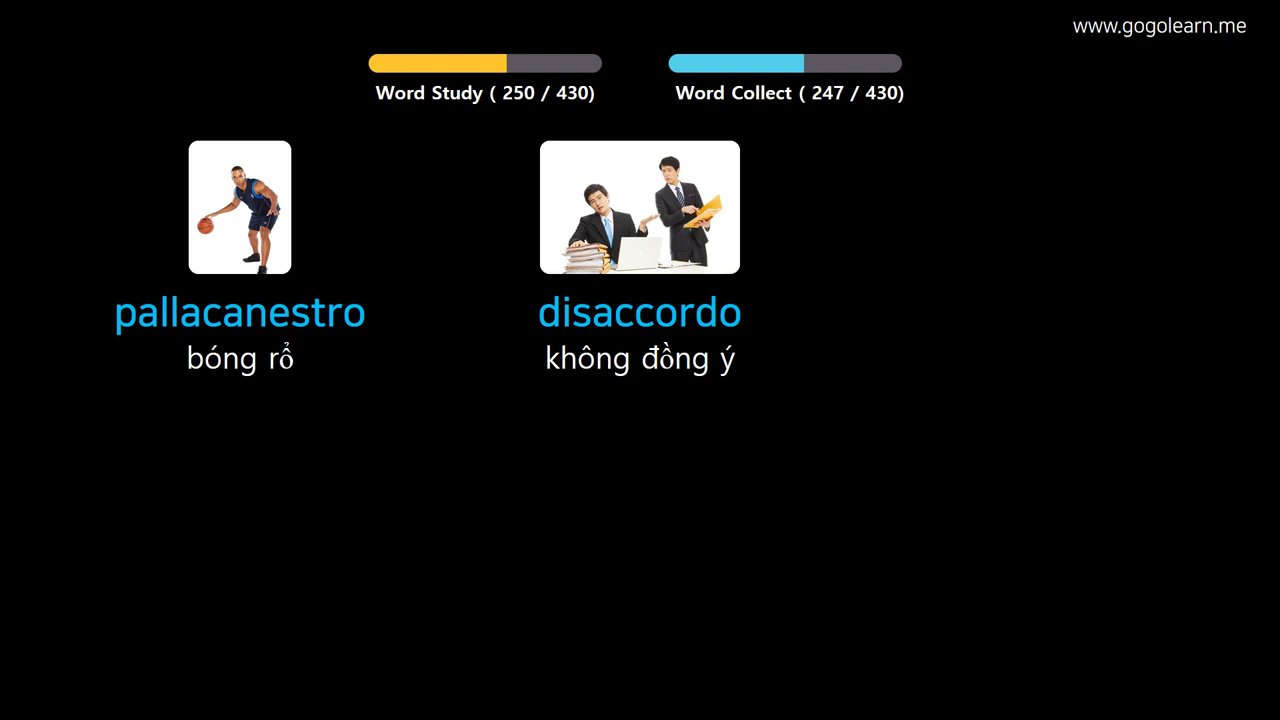 www.gogolearn.me
Word Study ( 250 / 430)
Word Collect ( 247 / 430)
pallacanestro
bóng rổ
disaccordo
không đồng ý